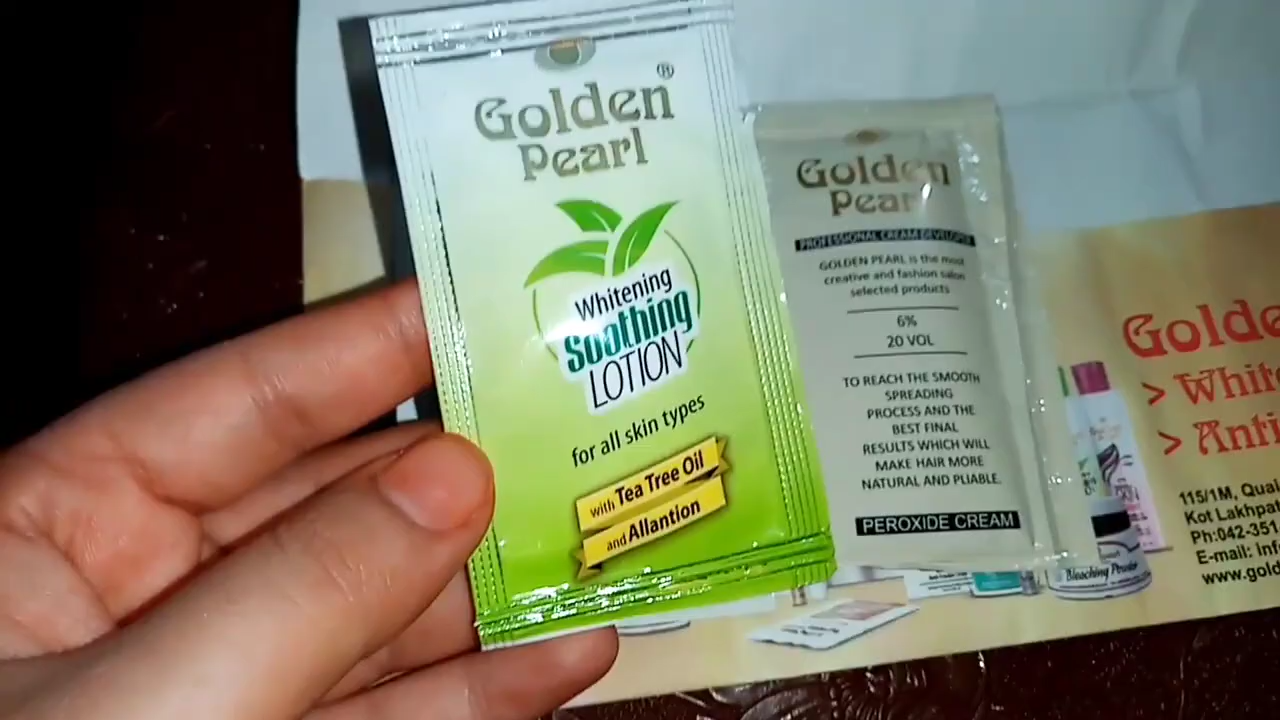 Golden®
Pearl
Whitening
Soothing
LOTION
for all skin types
with Tea Tree Oil
and Allantion
Golden
Pearl
PROFESSIONAL CREAM DEVELOPER
GOLDEN PEARL is the most
creative and fashion salon
selected products
6%
20 VOL
TO REACH THE SMOOTH
SPREADING
PROCESS AND THE
BEST FINAL
RESULTS WHICH WILL
MAKE HAIR MORE
NATURAL AND PLIABLE.
PEROXIDE CREAM
Golde
> White
> Anti
115/1M, Qua
Kot Lakhpat
Ph:042-351
E-mail: inf
www.gold
Bleaching Powder